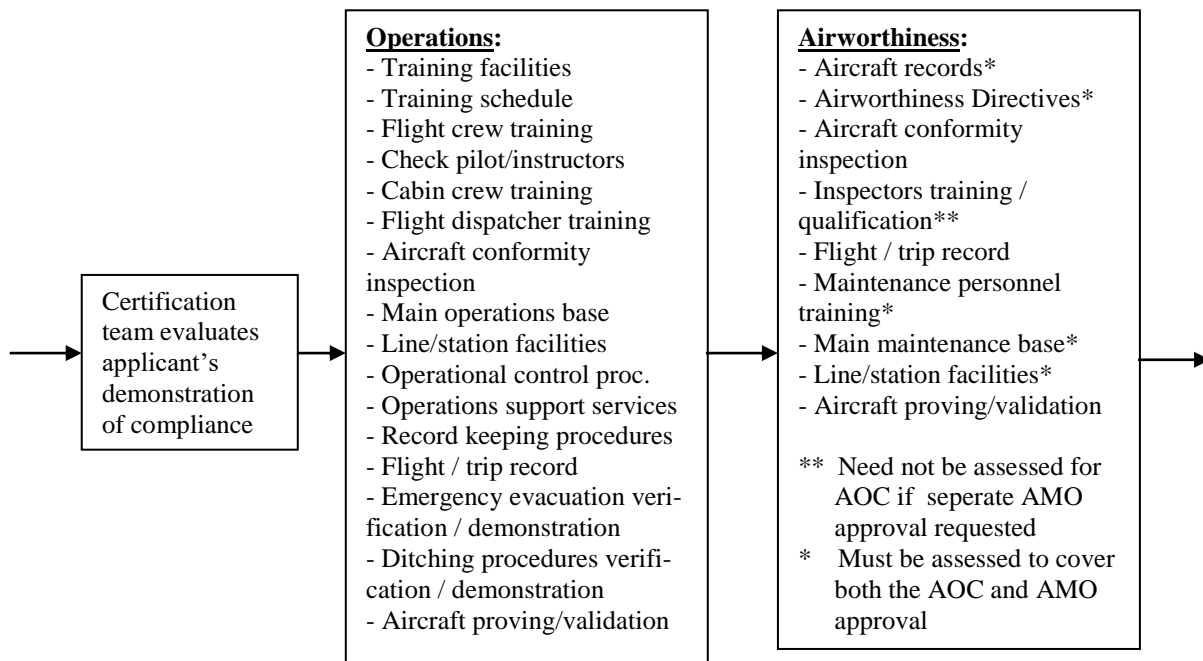 Certification
team evaluates
applicant’s
demonstration
of compliance
Operations:
- Training facilities
- Training schedule
- Flight crew training
- Check pilot/instructors
- Cabin crew training
- Flight dispatcher training
- Aircraft conformity
inspection
- Main operations base
- Line/station facilities
- Operational control proc.
- Operations support services
- Record keeping procedures
- Flight / trip record
- Emergency evacuation veri-
fication / demonstration
- Ditching procedures verifi-
cation / demonstration
- Aircraft proving/validation
Airworthiness:
- Aircraft records*
- Airworthiness Directives*
- Aircraft conformity
inspection
- Inspectors training /
qualification**
- Flight / trip record
- Maintenance personnel
training*
- Main maintenance base*
- Line/station facilities*
- Aircraft proving/validation
** Need not be assessed for
AOC if seperate AMO
approval requested
* Must be assessed to cover
both the AOC and AMO
approval